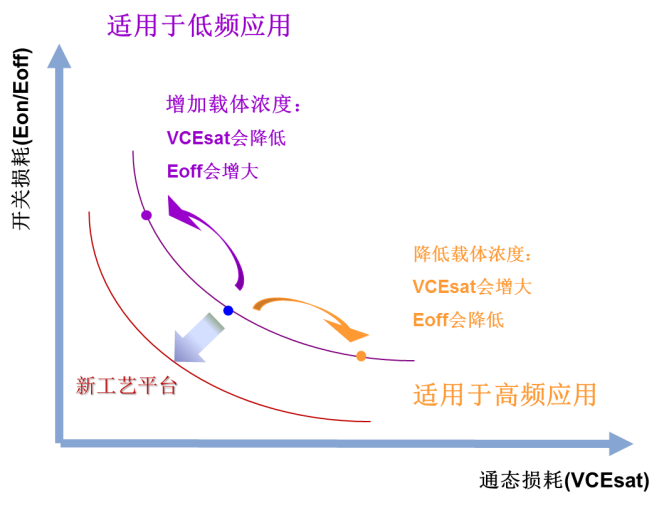 适用于低频应用
开关损耗(Eon/Eoff)
增加载体浓度：
VCEsat会降低
Eoff会增大
降低载体浓度：
VCEsat会增大
Eoff会降低
新工艺平台
适用于高频应用
通态损耗(VCEsat)